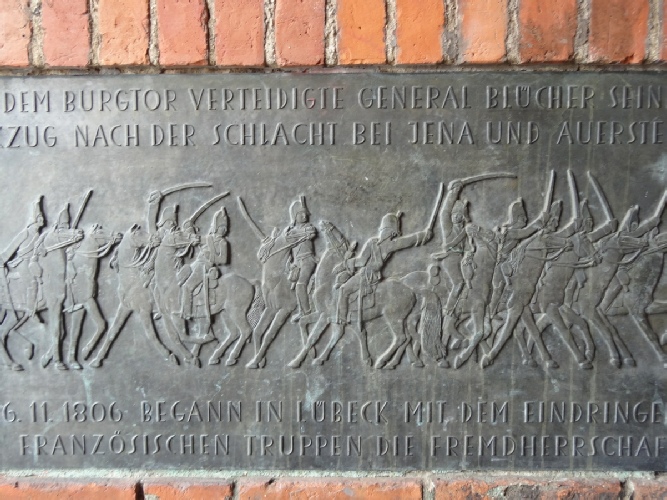 DEM BURGTOR VERTEIDIGTE GENERAL BLÜCHER SEIN
KZUG NACH DER SCHLACHT BEI JENA UND AUERSTE
6. 11. 1806 BEGANN IN LÜBECK MIT DEM EINDRINGE
FRANZÖSISCHEN TRUPPEN DIE FREMDHERRSCHAF